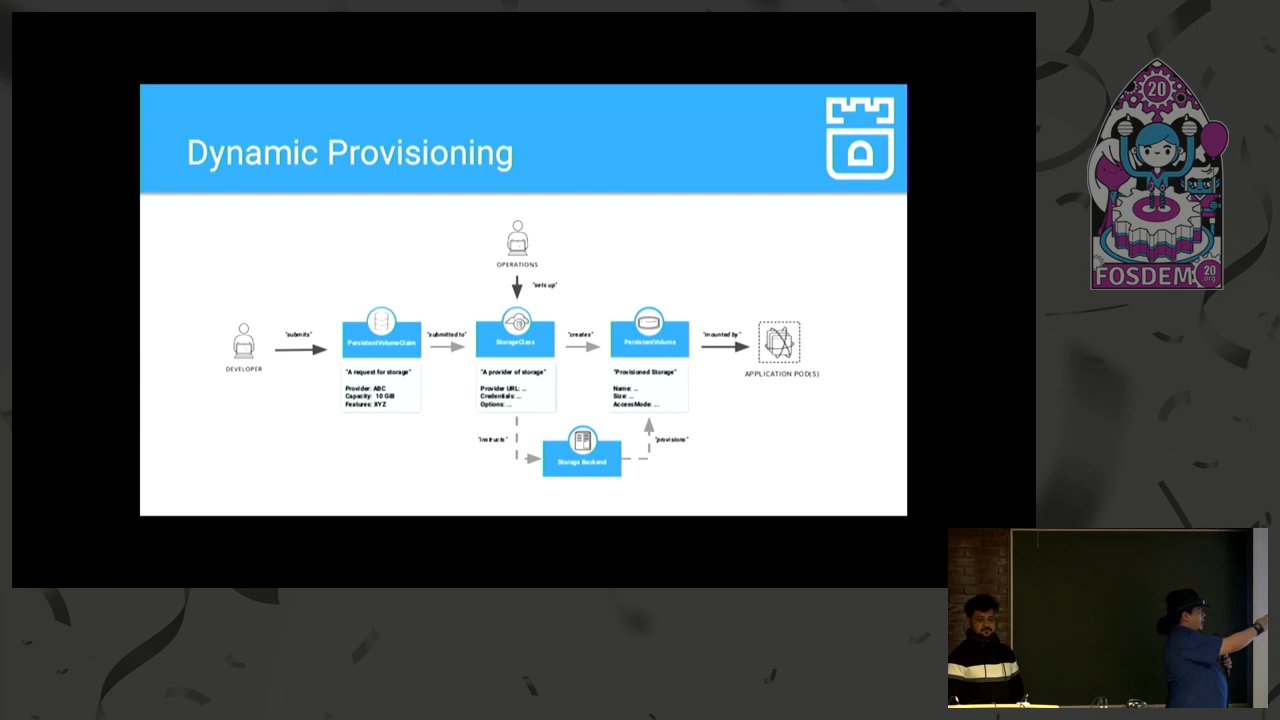 Dynamic Provisioning
OPERATIONS
"sets up"
DEVELOPER
"submits"
PersistentVolumeClaim
"A request for storage"
Provider: ABC
Capacity: 10 GiB
Features: XYZ
"submitted to"
StorageClass
"A provider of storage"
Provider URL: ...
Credentials: ...
Options: ...
"creates"
PersistentVolume
"Provisioned Storage"
Name: ...
Size: ...
AccessMode: ...
"mounted by"
APPLICATION POD(S)
"instructs"
Storage Backend
"provisions"
20
FOSDEM
20
.org